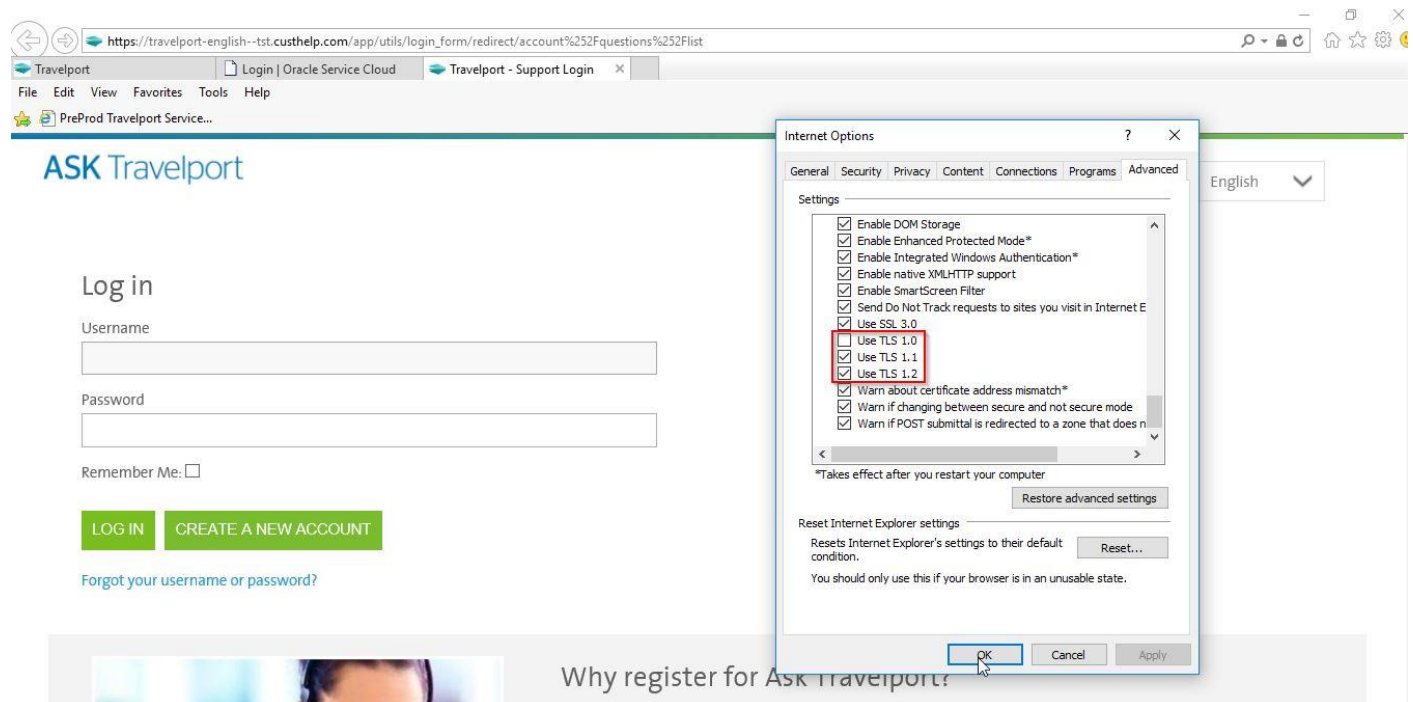 https://travelport-english--tst.custhelp.com/app/utils/login_form/redirect/account%252Fquestions%252Flist
Travelport
Login | Oracle Service Cloud
Travelport - Support Login
File Edit View Favorites Tools Help
PreProd Travelport Service...
ASK Travelport
English
Log in
Username
Password
Remember Me:
LOG IN
CREATE A NEW ACCOUNT
Forgot your username or password?
Why register for Ask Travelport?
Internet Options
General Security Privacy Content Connections Programs Advanced
Settings
Enable DOM Storage
Enable Enhanced Protected Mode*
Enable Integrated Windows Authentication*
Enable native XMLHTTP support
Enable SmartScreen Filter
Send Do Not Track requests to sites you visit in Internet E
Use SSL 3.0
Use TLS 1.0
Use TLS 1.1
Use TLS 1.2
Warn about certificate address mismatch*
Warn if changing between secure and not secure mode
Warn if POST submittal is redirected to a zone that does n
*Takes effect after you restart your computer
Restore advanced settings
Reset Internet Explorer settings
Resets Internet Explorer's settings to their default
condition.
Reset...
You should only use this if your browser is in an unusable state.
OK
Cancel
Apply